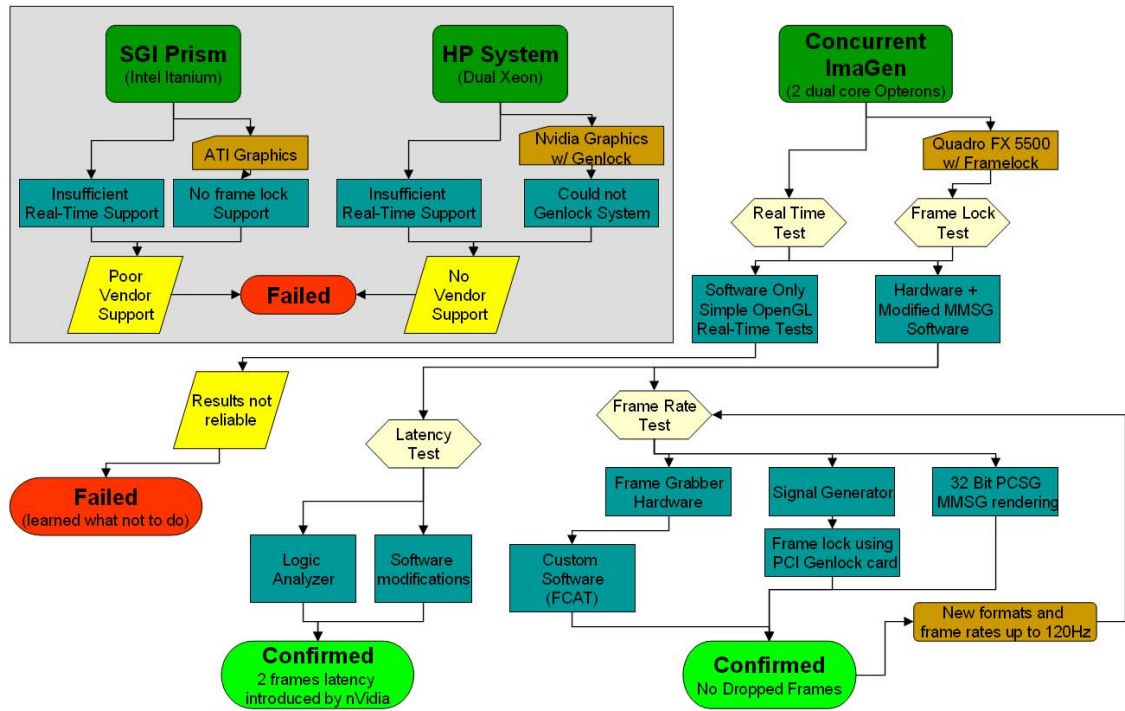 SGI Prism
(Intel Itanium)
HP System
(Dual Xeon)
Concurrent
ImaGen
(2 dual core Opterons)
ATI Graphics
Nvidia Graphics
w/ Genlock
Quadro FX 5500
w/ Framelock
Insufficient
Real-Time Support
No frame lock
Support
Insufficient
Real-Time Support
Could not
Genlock System
Real Time
Test
Frame Lock
Test
Poor
Vendor
Support
Failed
No
Vendor
Support
Software Only
Simple OpenGL
Real-Time Tests
Hardware +
Modified MMSG
Software
Results not
reliable
Latency
Test
Frame Rate
Test
Failed
(learned what not to do)
Frame Grabber
Hardware
Signal Generator
32 Bit PCSG
MMSG rendering
Logic
Analyzer
Software
modifications
Custom
Software
(FCAT)
Frame lock using
PCI Genlock card
New formats and
frame rates up to 120Hz
Confirmed
2 frames latency
introduced by nVidia
Confirmed
No Dropped Frames